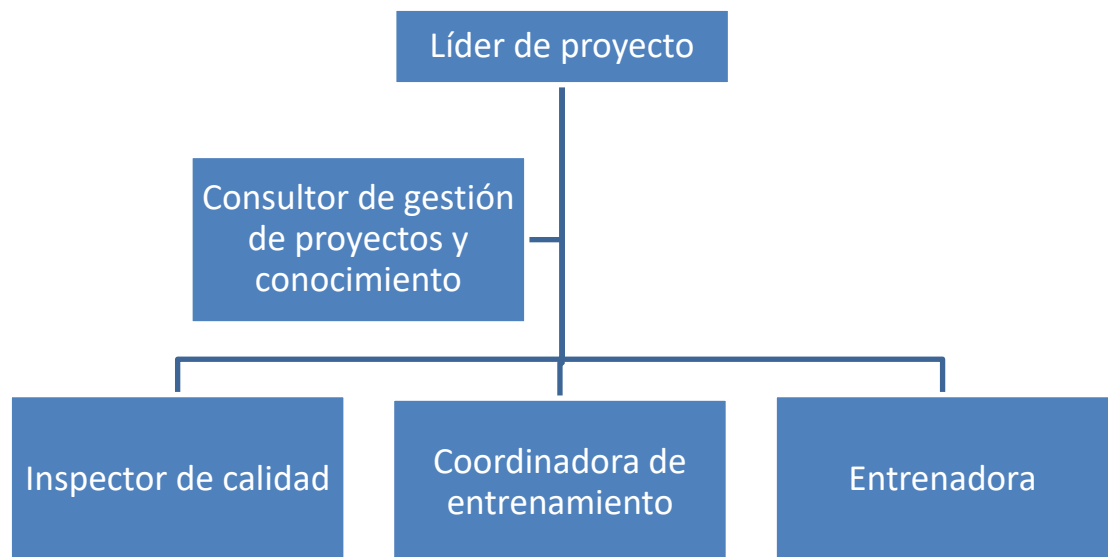 Líder de proyecto
Consultor de gestión
de proyectos y
conocimiento
Inspector de calidad
Coordinadora de
entrenamiento
Entrenadora